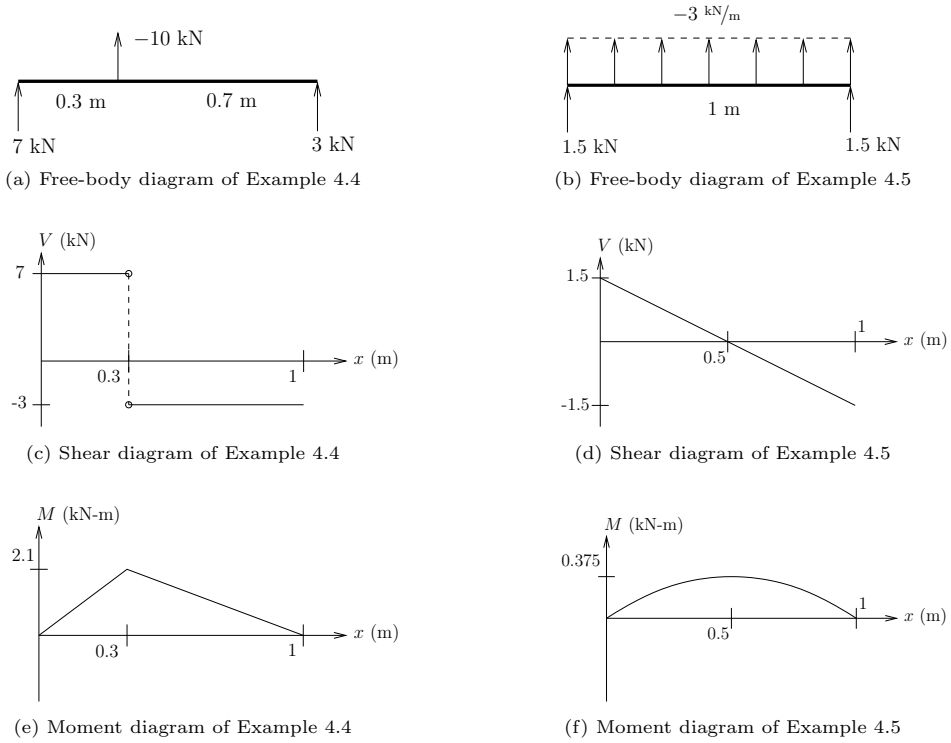 −10 kN
0.3 m
0.7 m
7 kN
3 kN
(a) Free-body diagram of Example 4.4
−3 kN/m
1 m
1.5 kN
1.5 kN
(b) Free-body diagram of Example 4.5
V (kN)
7
0.3
1
x (m)
-3
(c) Shear diagram of Example 4.4
V (kN)
1.5
0.5
1
x (m)
-1.5
(d) Shear diagram of Example 4.5
M (kN-m)
2.1
0.3
1
x (m)
(e) Moment diagram of Example 4.4
M (kN-m)
0.375
0.5
1
x (m)
(f) Moment diagram of Example 4.5